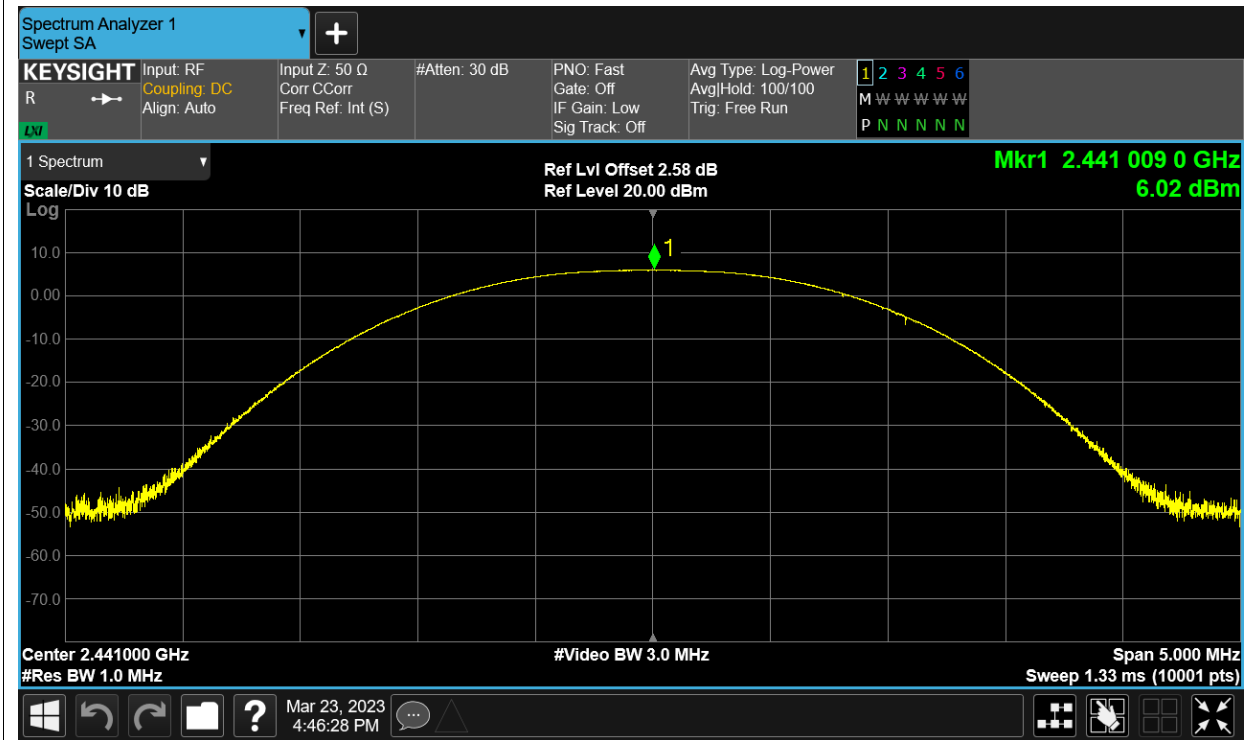 Spectrum Analyzer 1
Swept SA
KEYSIGHT
R
LXI
Input: RF
Coupling: DC
Align: Auto
Input Z: 50 Ω
Corr CCorr
Freq Ref: Int (S)
#Atten: 30 dB
PNO: Fast
Gate: Off
IF Gain: Low
Sig Track: Off
Avg Type: Log-Power
Avg|Hold: 100/100
Trig: Free Run
1 2 3 4 5 6
M W W W W W
P N N N N N
1 Spectrum
Scale/Div 10 dB
Log
Ref Lvl Offset 2.58 dB
Ref Level 20.00 dBm
Mkr1 2.441 009 0 GHz
6.02 dBm
1
10.0
0.00
-10.0
-20.0
-30.0
-40.0
-50.0
-60.0
-70.0
Center 2.441000 GHz
#Res BW 1.0 MHz
#Video BW 3.0 MHz
Span 5.000 MHz
Sweep 1.33 ms (10001 pts)
?
Mar 23, 2023
4:46:28 PM